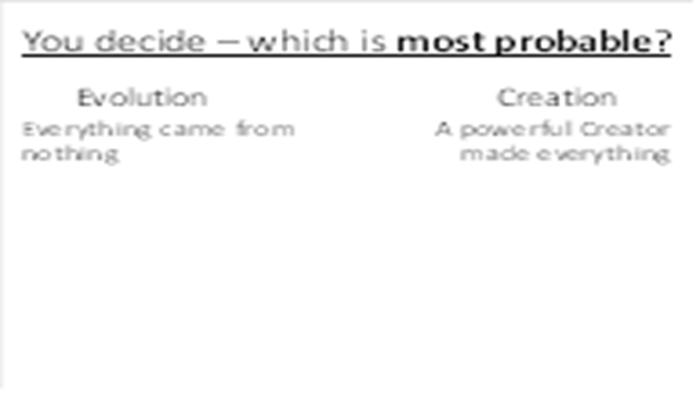 You decide – which is most probable?
Evolution
Everything came from
nothing
Creation
A powerful Creator
made everything